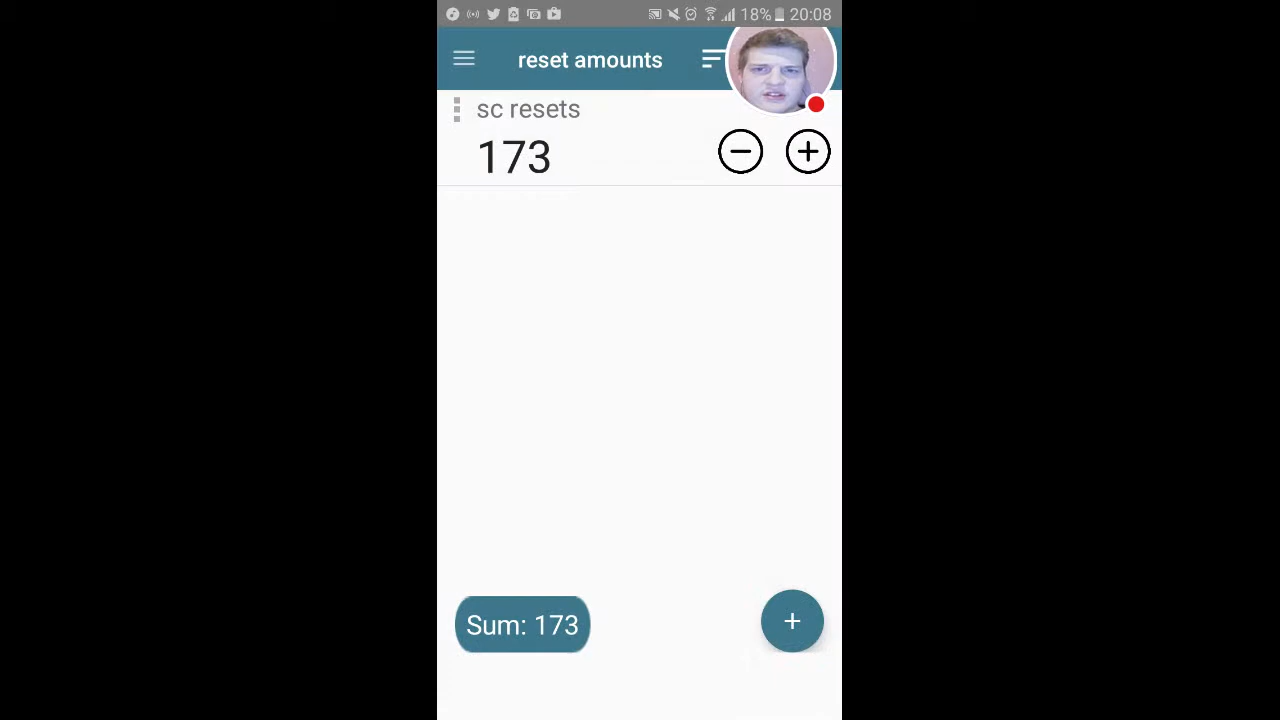 18% 20:08
reset amounts
sc resets
173
Sum: 173